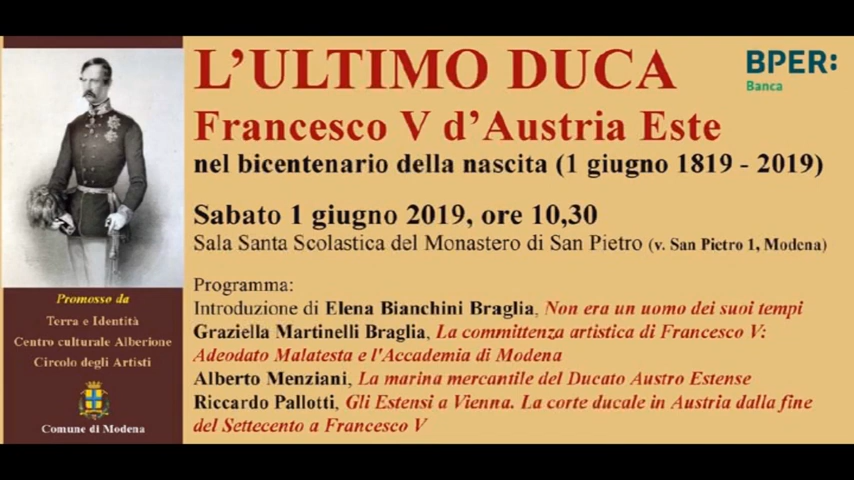 L'ULTIMO DUCA
BPER:
Banca
Francesco V d'Austria Este
nel bicentenario della nascita (1 giugno 1819 - 2019)
Sabato 1 giugno 2019, ore 10,30
Sala Santa Scolastica del Monastero di San Pietro (v. San Pietro 1, Modena)
Programma:
Introduzione di Elena Bianchini Braglia, Non era un uomo dei suoi tempi
Graziella Martinelli Braglia, La committenza artistica di Francesco V:
Adeodato Malatesta e l'Accademia di Modena
Alberto Menziani, La marina mercantile del Ducato Austro Estense
Riccardo Pallotti, Gli Estensi a Vienna. La corte ducale in Austria dalla fine
del Settecento a Francesco V
Promosso da
Terra e Identità
Centro culturale Alberione
Circolo degli Artisti
Comune di Modena